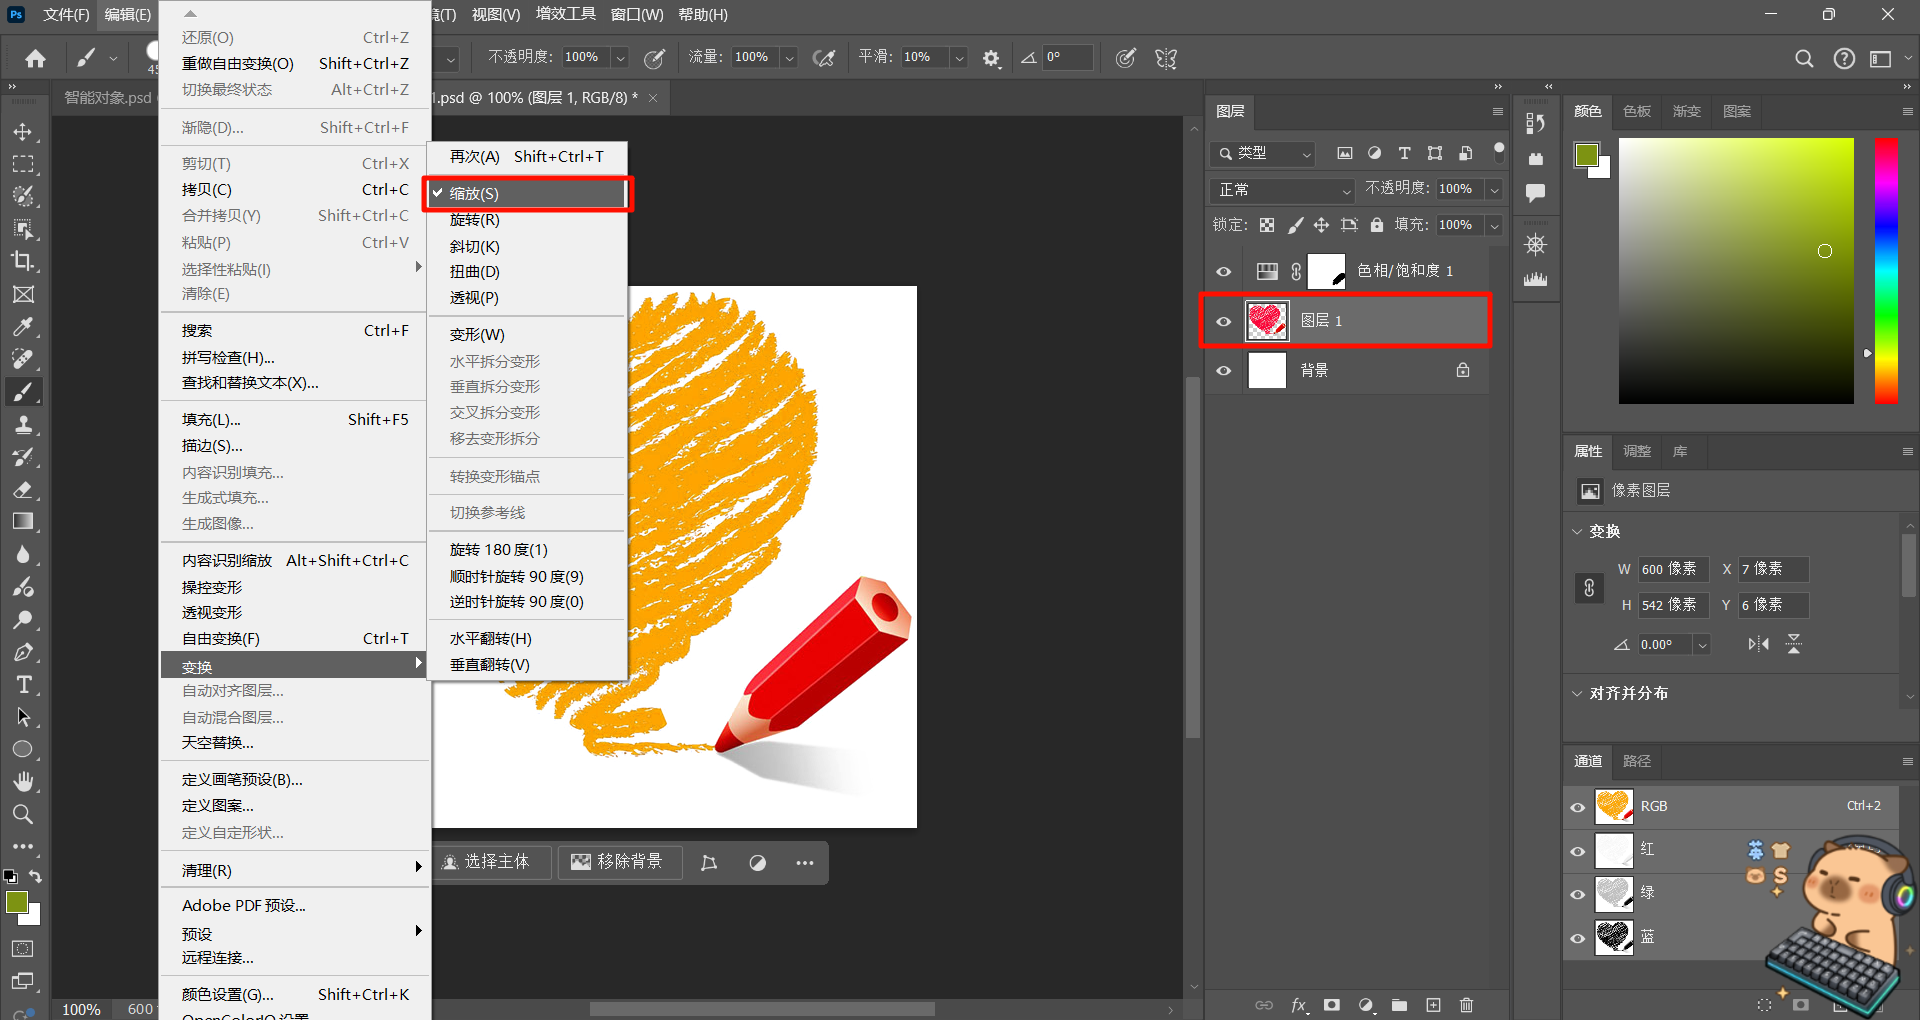 Ps 文件(F) 编辑(E) 视图(V) 增效工具 窗口(W) 帮助(H)
不透明度: 100% 流量: 100% 平滑: 10% 0°
智能对象.psd
1.psd @ 100% (图层 1, RGB/8) *
还原(O) Ctrl+Z
重做自由变换(O) Shift+Ctrl+Z
切换最终状态 Alt+Ctrl+Z
渐隐(D)... Shift+Ctrl+F
剪切(T) Ctrl+X
拷贝(C) Ctrl+C
合并拷贝(Y) Shift+Ctrl+C
粘贴(P) Ctrl+V
选择性粘贴(I)
清除(E)
搜索 Ctrl+F
拼写检查(H)...
查找和替换文本(X)...
填充(L)... Shift+F5
描边(S)...
内容识别填充...
生成式填充...
生成图像...
内容识别缩放 Alt+Shift+Ctrl+C
操控变形
透视变形
自由变换(F) Ctrl+T
变换
自动对齐图层...
自动混合图层...
天空替换...
定义画笔预设(B)...
定义图案...
定义自定形状...
清理(R)
Adobe PDF 预设...
预设
远程连接...
颜色设置(G)... Shift+Ctrl+K
再次(A) Shift+Ctrl+T
缩放(S)
旋转(R)
斜切(K)
扭曲(D)
透视(P)
变形(W)
水平拆分变形
垂直拆分变形
交叉拆分变形
移去变形拆分
转换变形锚点
切换参考线
旋转 180 度(1)
顺时针旋转 90 度(9)
逆时针旋转 90 度(0)
水平翻转(H)
垂直翻转(V)
选择主体 移除背景
100% 600
图层
类型
正常 不透明度: 100%
锁定: 填充: 100%
色相/饱和度 1
图层 1
背景
fx
颜色 色板 渐变 图案
属性 调整 库
像素图层
变换
W 600 像素 X 7 像素
H 542 像素 Y 6 像素
0.00°
对齐并分布
通道 路径
RGB Ctrl+2
红
绿
蓝
英
S